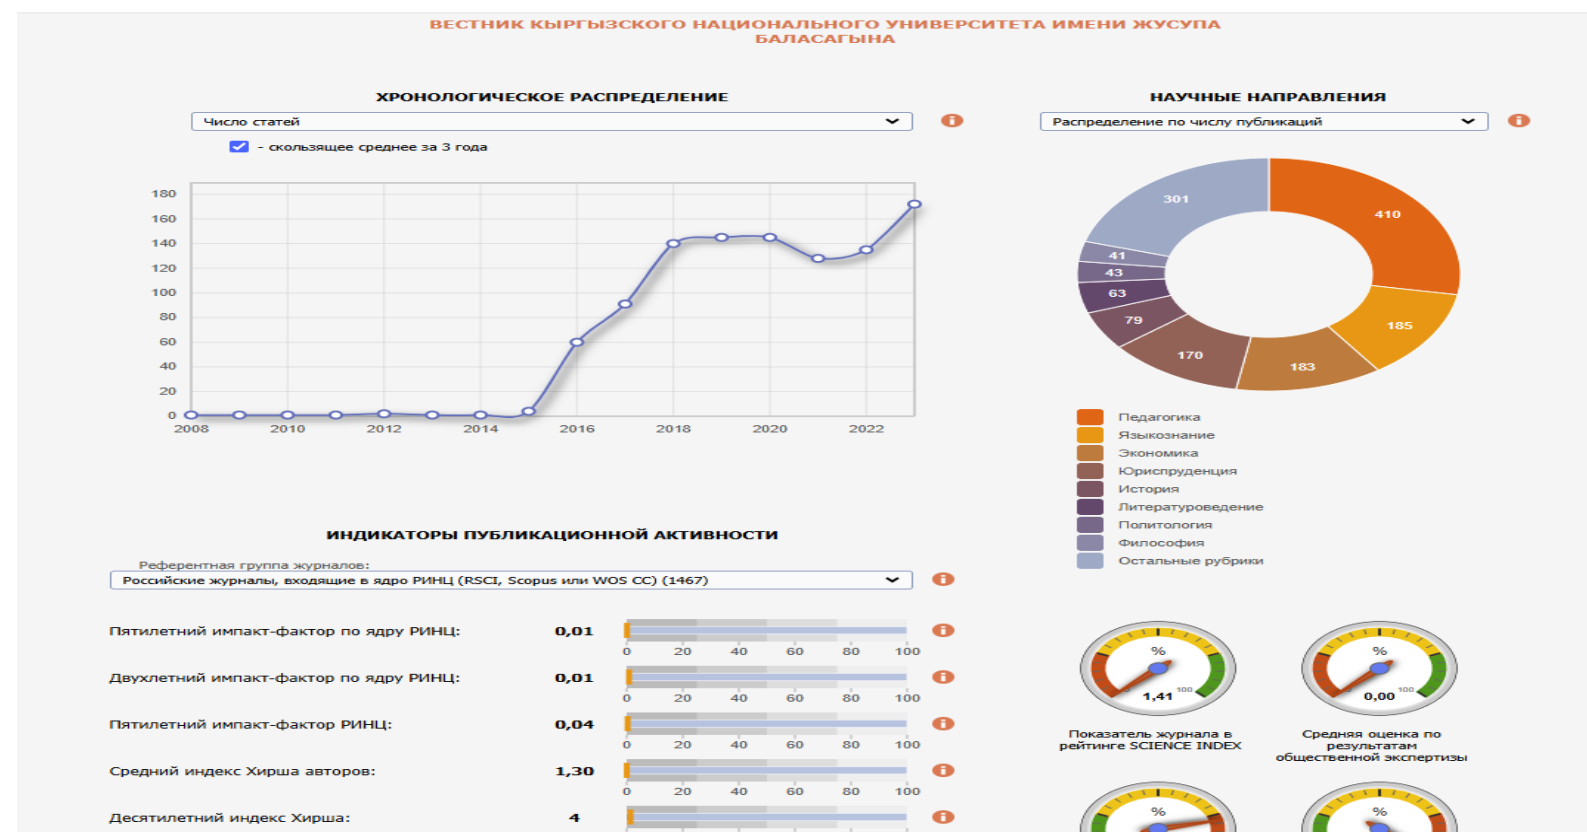 ВЕСТНИК КЫРГЫЗСКОГО НАЦИОНАЛЬНОГО УНИВЕРСИТЕТА ИМЕНИ ЖУСУПА
БАЛАСАГЫНА
ХРОНОЛОГИЧЕСКОЕ РАСПРЕДЕЛЕНИЕ
Число статей
- скользящее среднее за 3 года
180
160
140
120
100
80
60
40
20
0
2008 2010 2012 2014 2016 2018 2020 2022
НАУЧНЫЕ НАПРАВЛЕНИЯ
Распределение по числу публикаций
301
410
41
43
63
79
170
183
185
Педагогика
Языкознание
Экономика
Юриспруденция
История
Литературоведение
Политология
Философия
Остальные рубрики
ИНДИКАТОРЫ ПУБЛИКАЦИОННОЙ АКТИВНОСТИ
Референтная группа журналов:
Российские журналы, входящие в ядро РИНЦ (RSCI, Scopus или WOS CC) (1467)
Пятилетний импакт-фактор по ядру РИНЦ: 0,01
0 20 40 60 80 100
Двухлетний импакт-фактор по ядру РИНЦ: 0,01
0 20 40 60 80 100
Пятилетний импакт-фактор РИНЦ: 0,04
0 20 40 60 80 100
Средний индекс Хирша авторов: 1,30
0 20 40 60 80 100
Десятилетний индекс Хирша: 4
%
1,41 100
Показатель журнала в
рейтинге SCIENCE INDEX
%
0,00 100
Средняя оценка по
результатам
общественной экспертизы
%
%